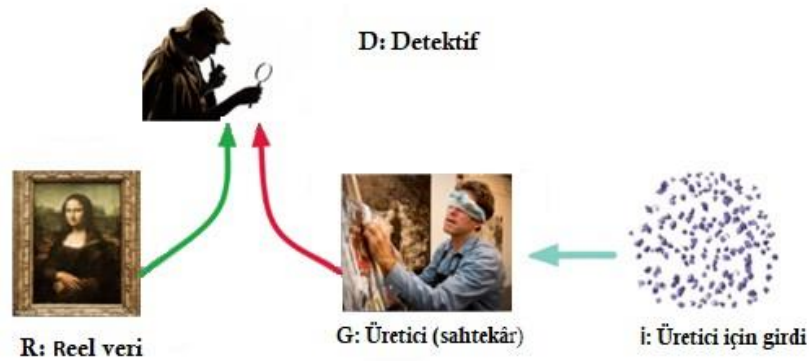 D: Detektif
R: Reel veri
G: Üretici (sahtekâr)
İ: Üretici için girdi